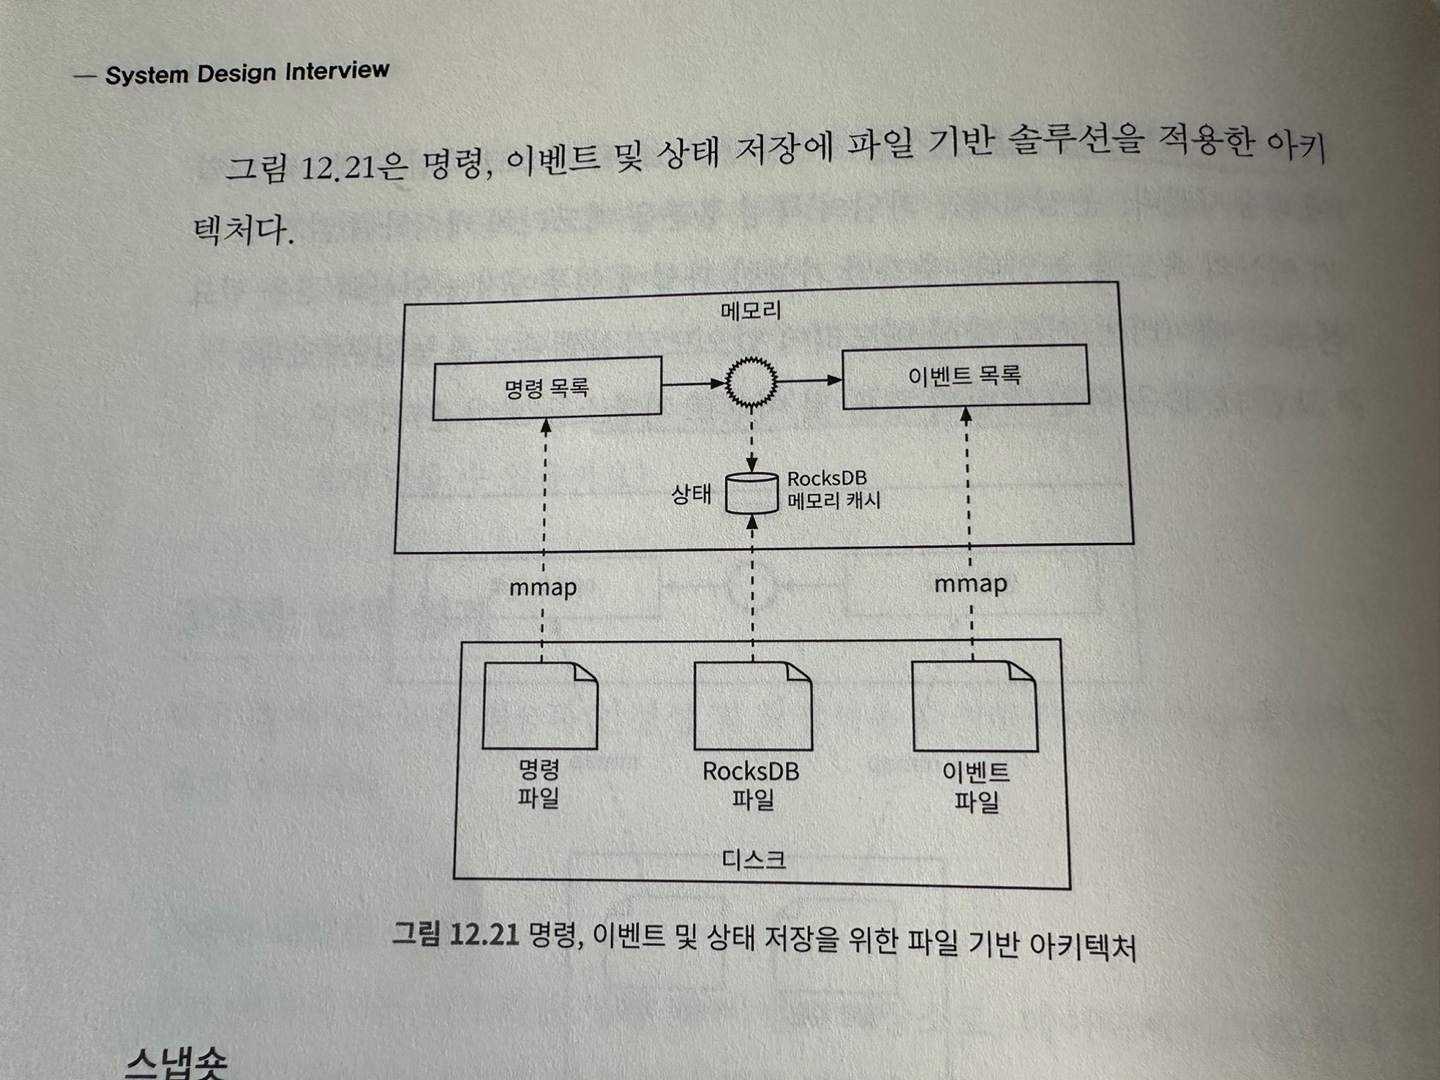 — System Design Interview
그림 12.21은 명령, 이벤트 및 상태 저장에 파일 기반 솔루션을 적용한 아키
텍처다.
메모리
명령 목록
이벤트 목록
상태
RocksDB
메모리 캐시
mmap
mmap
명령
파일
RocksDB
파일
이벤트
파일
디스크
그림 12.21 명령, 이벤트 및 상태 저장을 위한 파일 기반 아키텍처
스냅숏